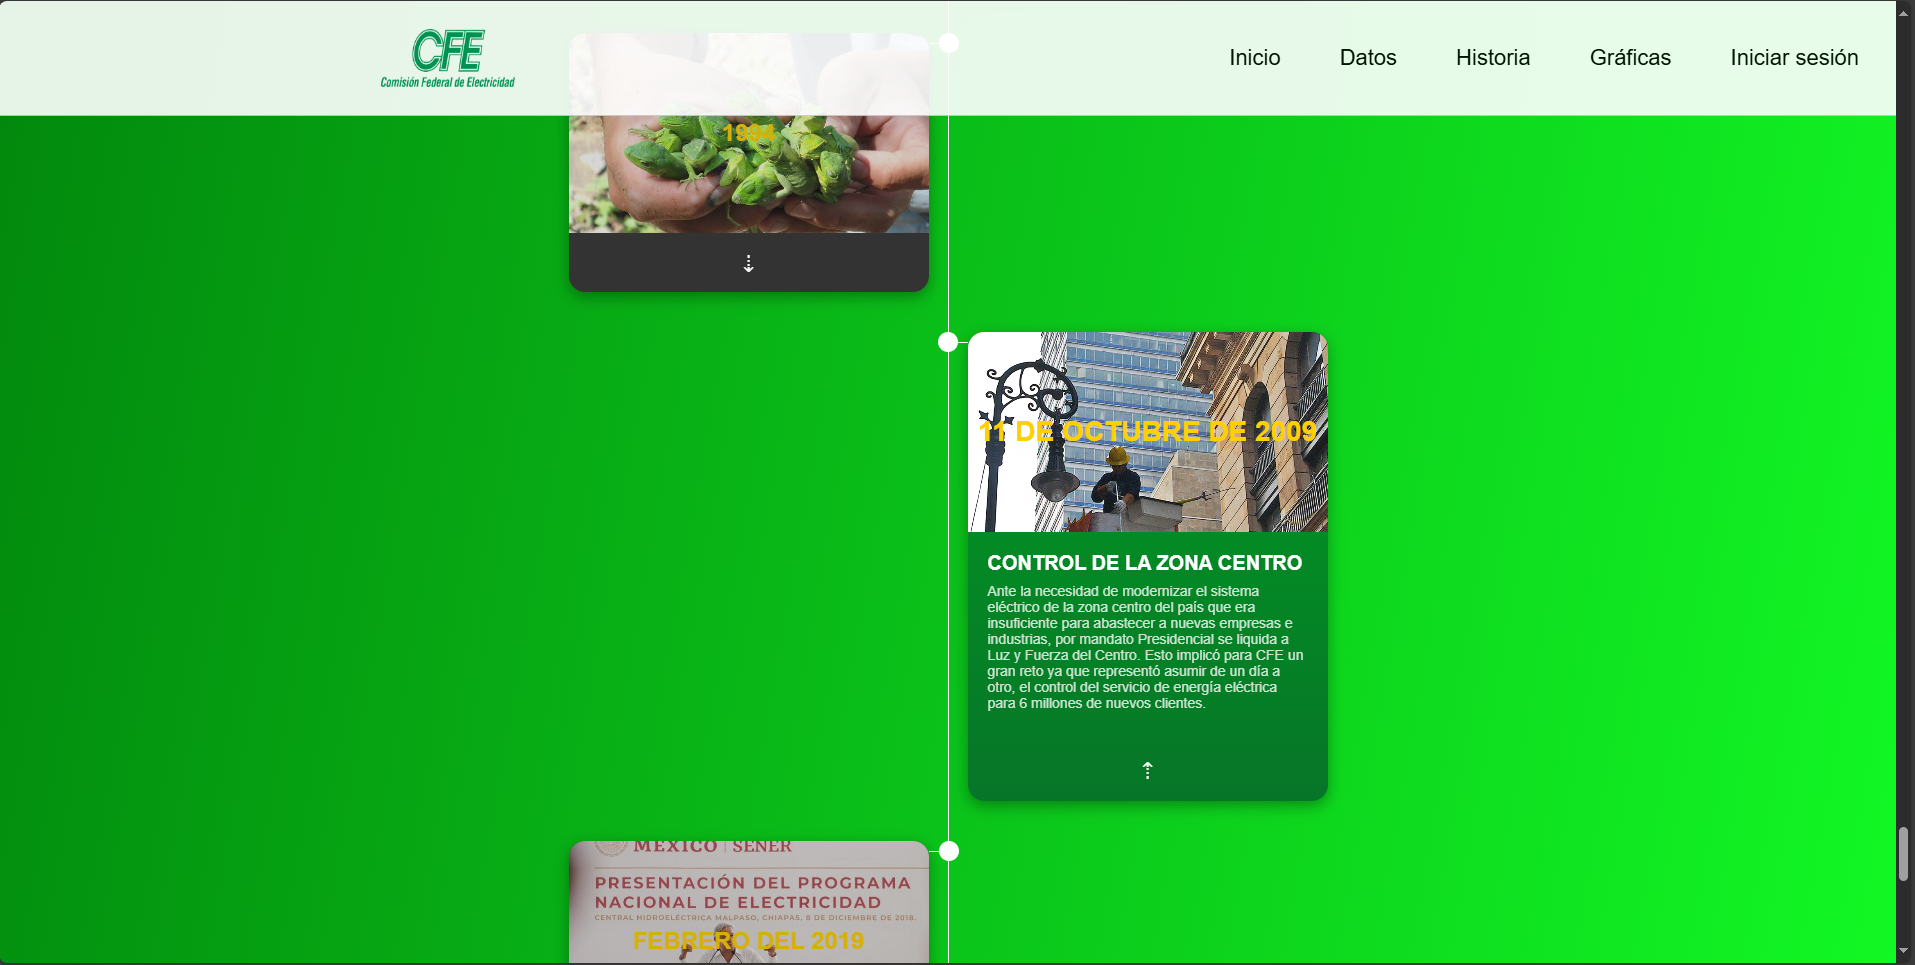 CFE
Comisión Federal de Electricidad
Inicio
Datos
Historia
Gráficas
Iniciar sesión
1994
⇣
11 DE OCTUBRE DE 2009
CONTROL DE LA ZONA CENTRO
Ante la necesidad de modernizar el sistema
eléctrico de la zona centro del país que era
insuficiente para abastecer a nuevas empresas e
industrias, por mandato Presidencial se liquida a
Luz y Fuerza del Centro. Esto implicó para CFE un
gran reto ya que representó asumir de un día a
otro, el control del servicio de energía eléctrica
para 6 millones de nuevos clientes.
⇡
MÉXICO | SENER
PRESENTACIÓN DEL PROGRAMA
NACIONAL DE ELECTRICIDAD
CENTRAL HIDROELÉCTRICA MALPASO, CHIAPAS, 8 DE DICIEMBRE DE 2018.
FEBRERO DEL 2019